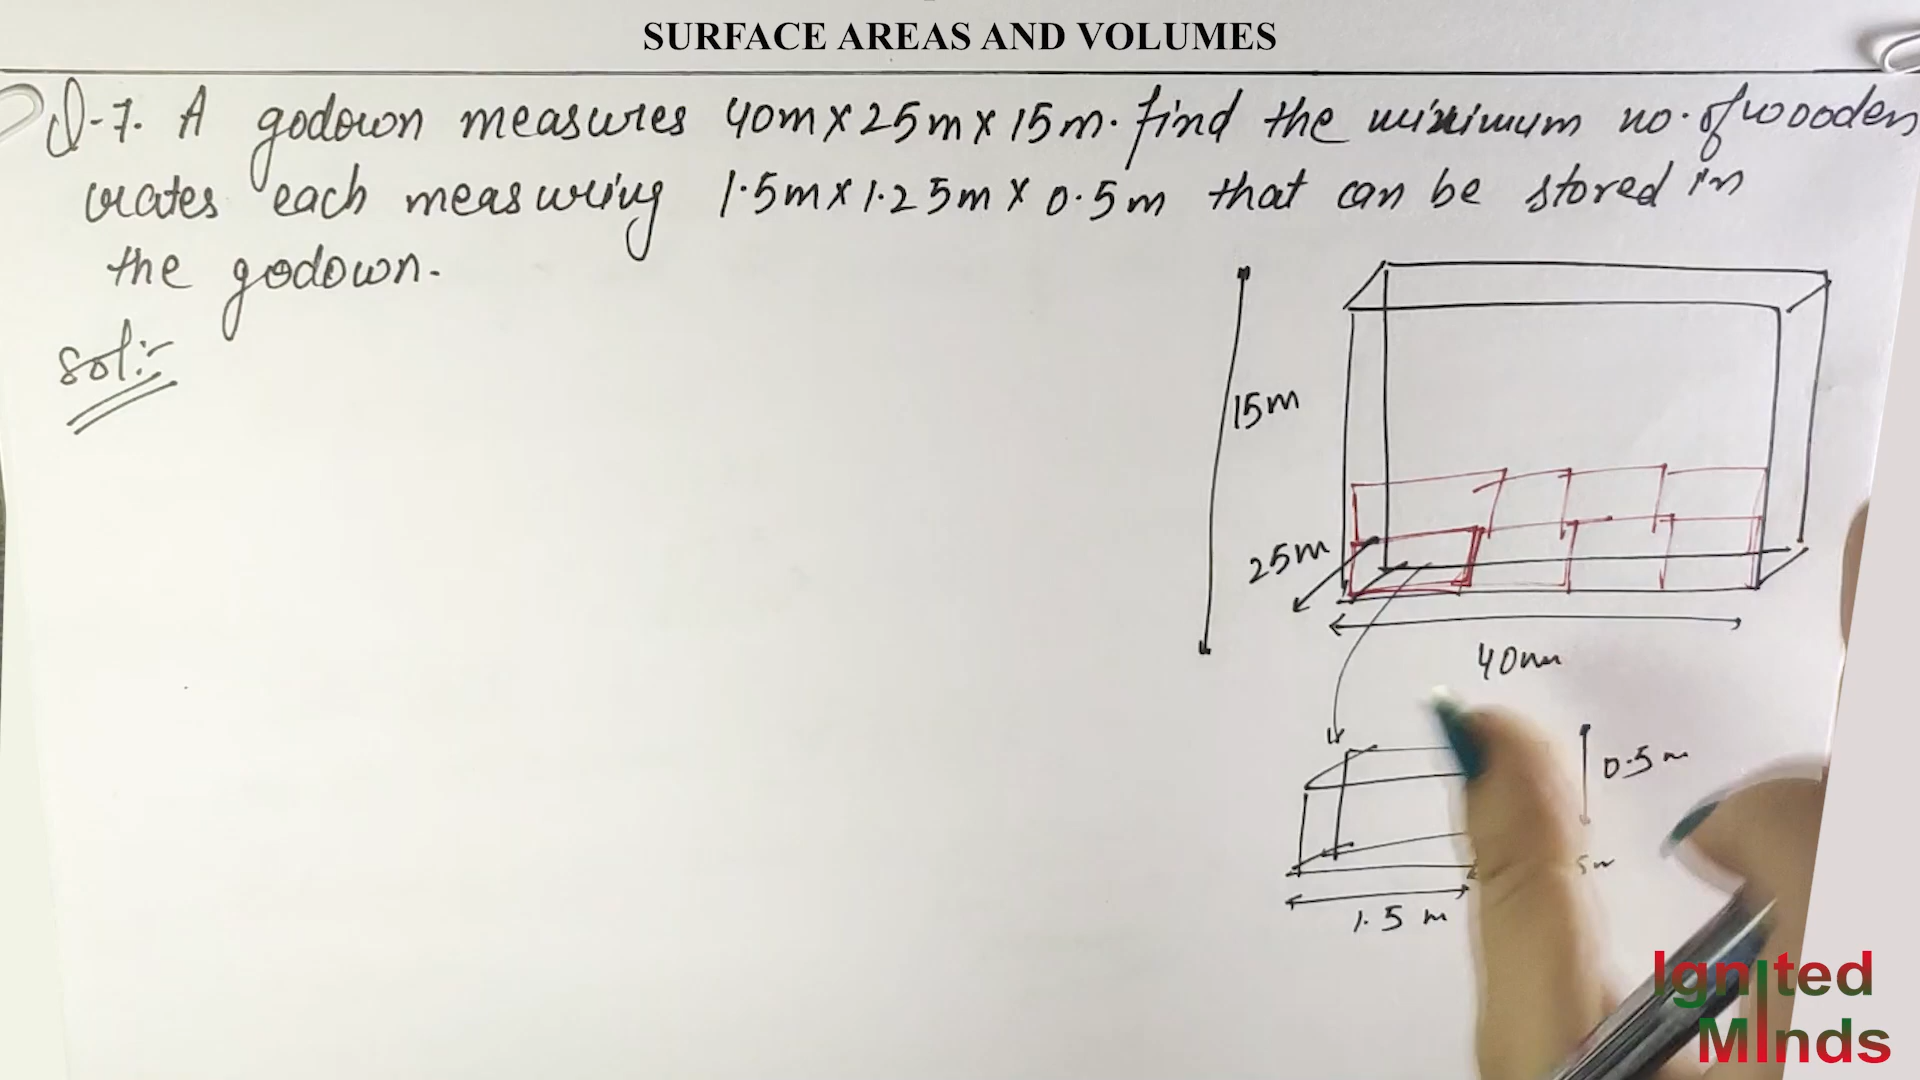 SURFACE AREAS AND VOLUMES
Q-7. A godown measures 40m x 25m x 15m. find the minimum no. of wooden
crates each measuring 1.5m x 1.25m x 0.5m that can be stored in
the godown.
Sol:-
15m
25m
40m
0.5m
5m
1.5 m
Ignited
Minds